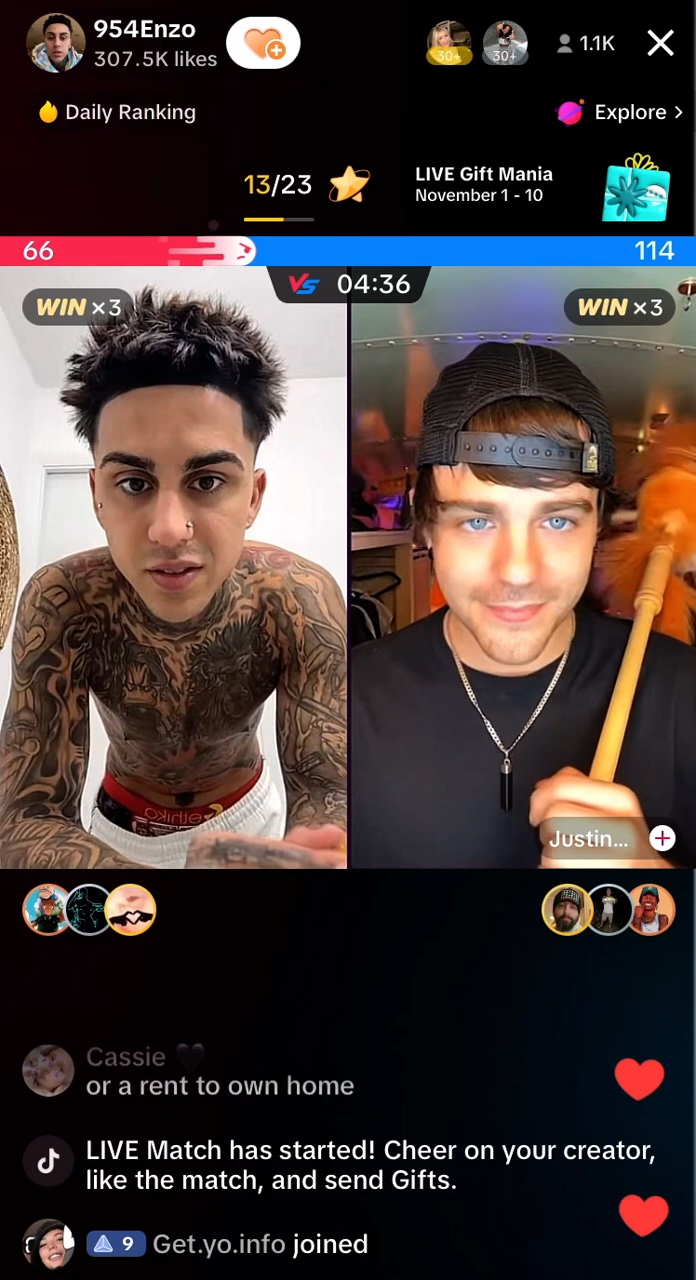 954Enzo
307.5K likes
30+
30+
1.1K
Daily Ranking
Explore >
13/23
LIVE Gift Mania
November 1 - 10
66
114
VS 04:36
WIN ×3
WIN ×3
ethika
Justin...
Cassie 🖤
or a rent to own home
LIVE Match has started! Cheer on your creator,
like the match, and send Gifts.
9 Get.yo.info joined